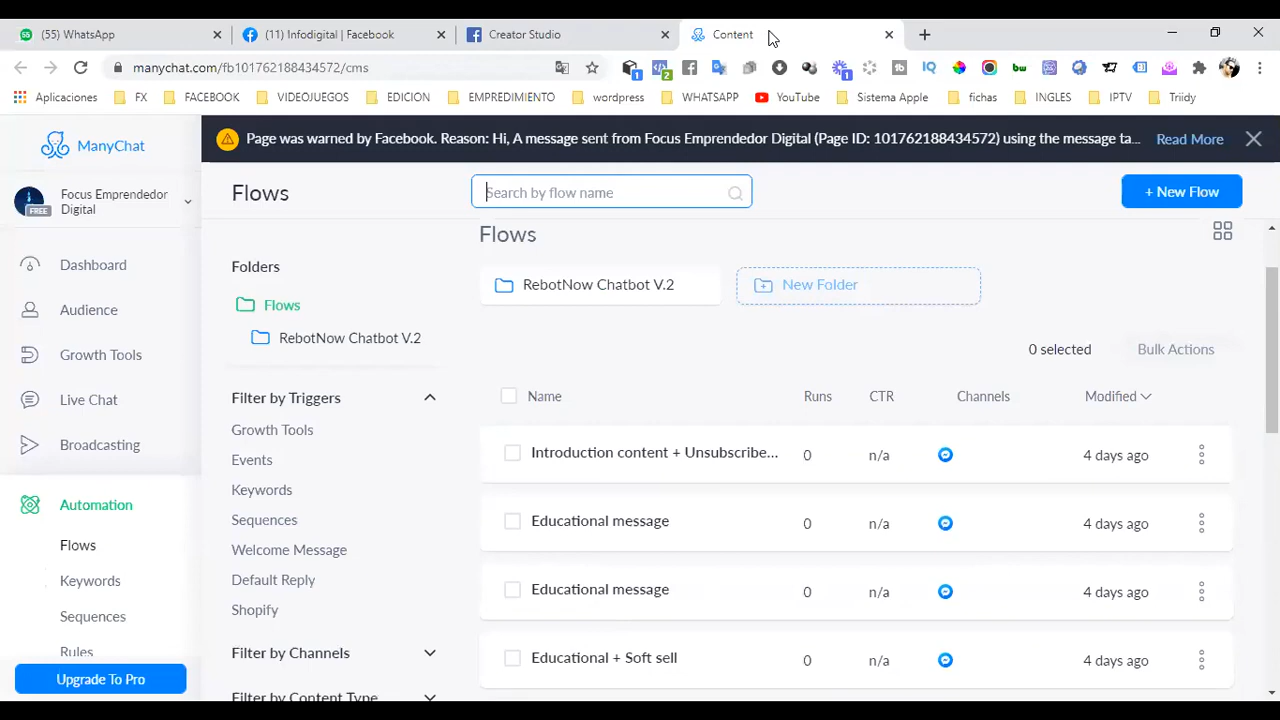 (55) WhatsApp
(11) Infodigital | Facebook
Creator Studio
Content
manychat.com/fb101762188434572/cms
Aplicaciones
FX
FACEBOOK
VIDEOJUEGOS
EDICION
EMPREDIMIENTO
wordpress
WHATSAPP
YouTube
Sistema Apple
fichas
INGLES
IPTV
Triidy
ManyChat
Page was warned by Facebook. Reason: Hi, A message sent from Focus Emprendedor Digital (Page ID: 101762188434572) using the message ta...
Read More
Focus Emprendedor
Digital
FREE
Flows
Search by flow name
+ New Flow
Dashboard
Audience
Growth Tools
Live Chat
Broadcasting
Automation
Flows
Keywords
Sequences
Rules
Upgrade To Pro
Folders
Flows
RebotNow Chatbot V.2
Filter by Triggers
Growth Tools
Events
Keywords
Sequences
Welcome Message
Default Reply
Shopify
Filter by Channels
Filter by Content Type
Flows
RebotNow Chatbot V.2
New Folder
0 selected
Bulk Actions
Name Runs CTR Channels Modified
Introduction content + Unsubscribe... 0 n/a 4 days ago
Educational message 0 n/a 4 days ago
Educational message 0 n/a 4 days ago
Educational + Soft sell 0 n/a 4 days ago